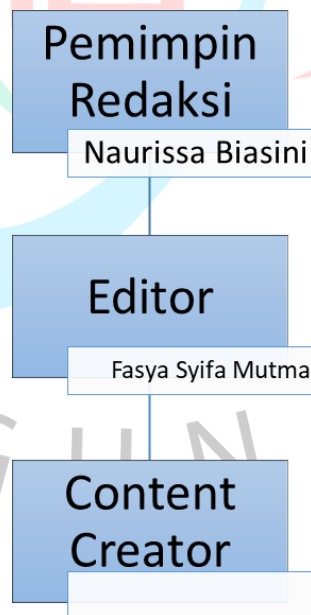 Pemimpin
Redaksi
Naurissa Biasini
Editor
Fasya Syifa Mutma
Content
Creator
G U N